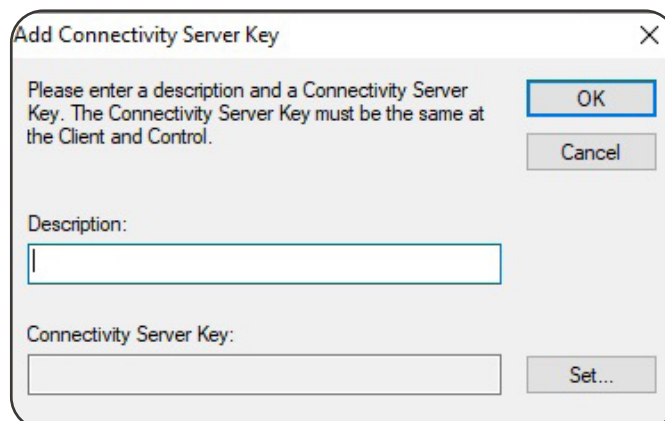 Add Connectivity Server Key
Please enter a description and a Connectivity Server
Key. The Connectivity Server Key must be the same at
the Client and Control.
OK
Cancel
Description:
Connectivity Server Key:
Set...